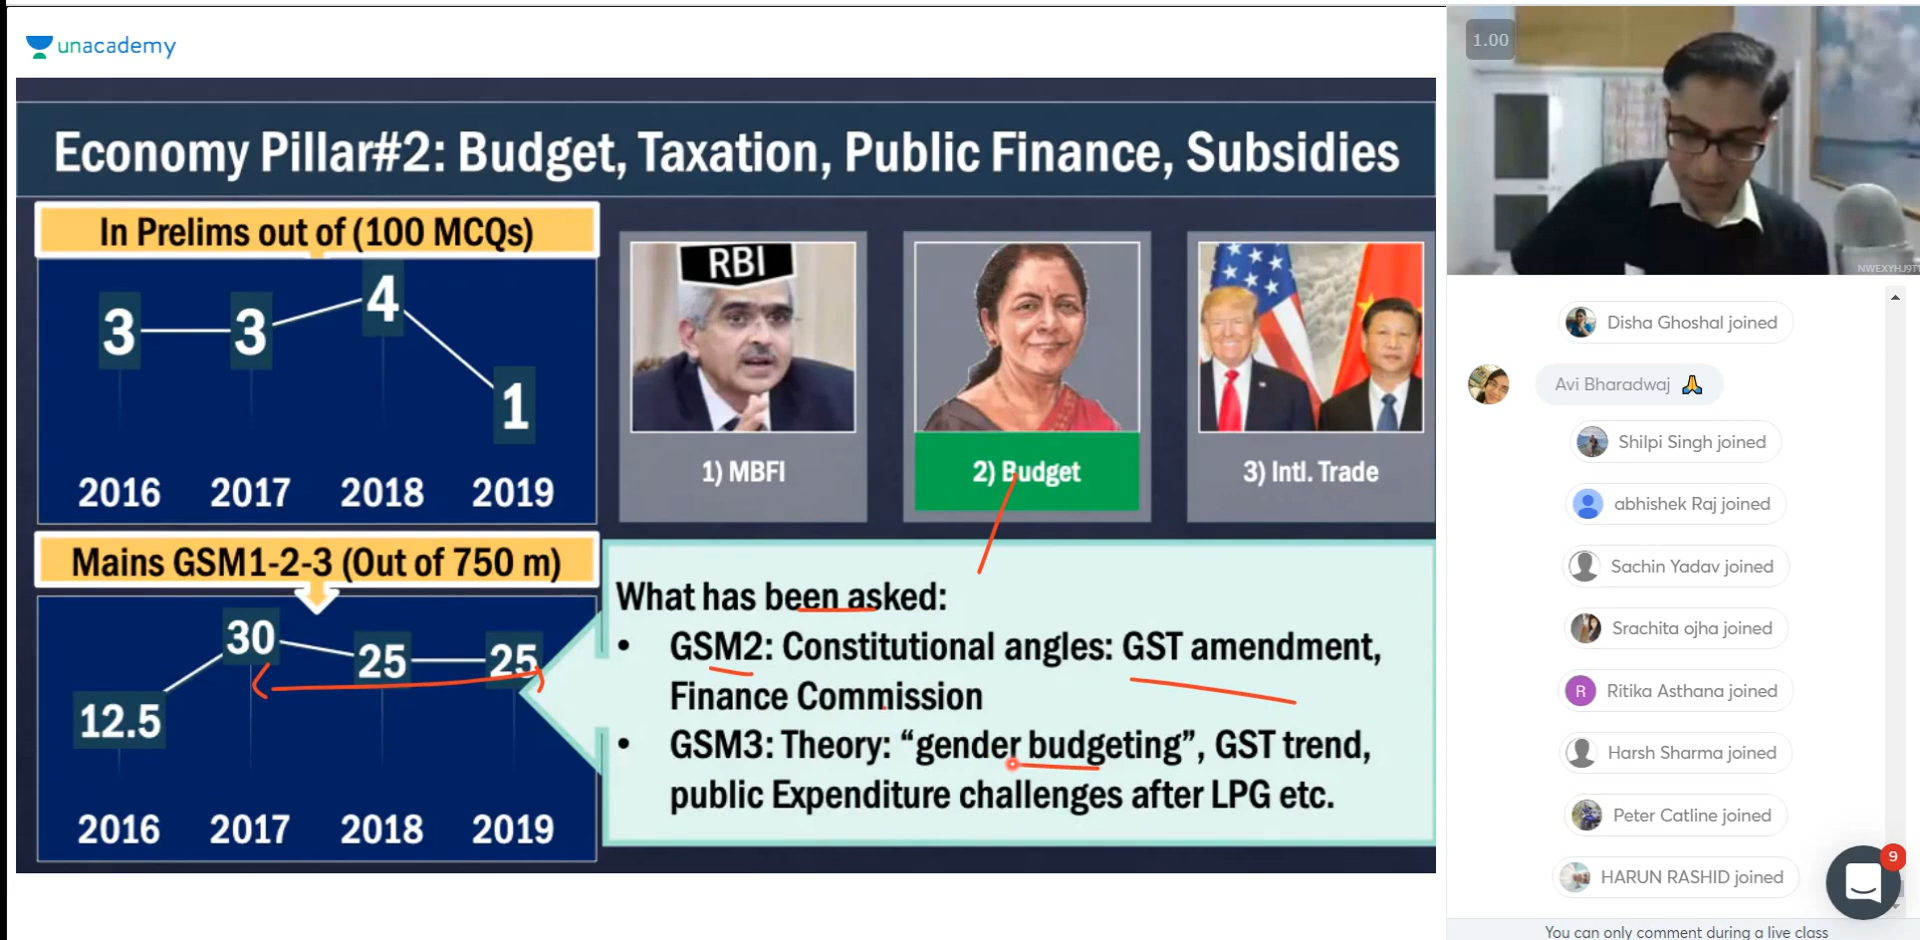 unacademy
Economy Pillar#2: Budget, Taxation, Public Finance, Subsidies
In Prelims out of (100 MCQs)
3
3
4
1
2016
2017
2018
2019
RBI
1) MBFI
2) Budget
3) Intl. Trade
Mains GSM1-2-3 (Out of 750 m)
12.5
30
25
25
2016
2017
2018
2019
What has been asked:
• GSM2: Constitutional angles: GST amendment,
Finance Commission
• GSM3: Theory: “gender budgeting”, GST trend,
public Expenditure challenges after LPG etc.
1.00
Disha Ghoshal joined
Avi Bharadwaj 🙏
Shilpi Singh joined
abhishek Raj joined
Sachin Yadav joined
Srachita ojha joined
R
Ritika Asthana joined
Harsh Sharma joined
Peter Catline joined
HARUN RASHID joined
9
You can only comment during a live class